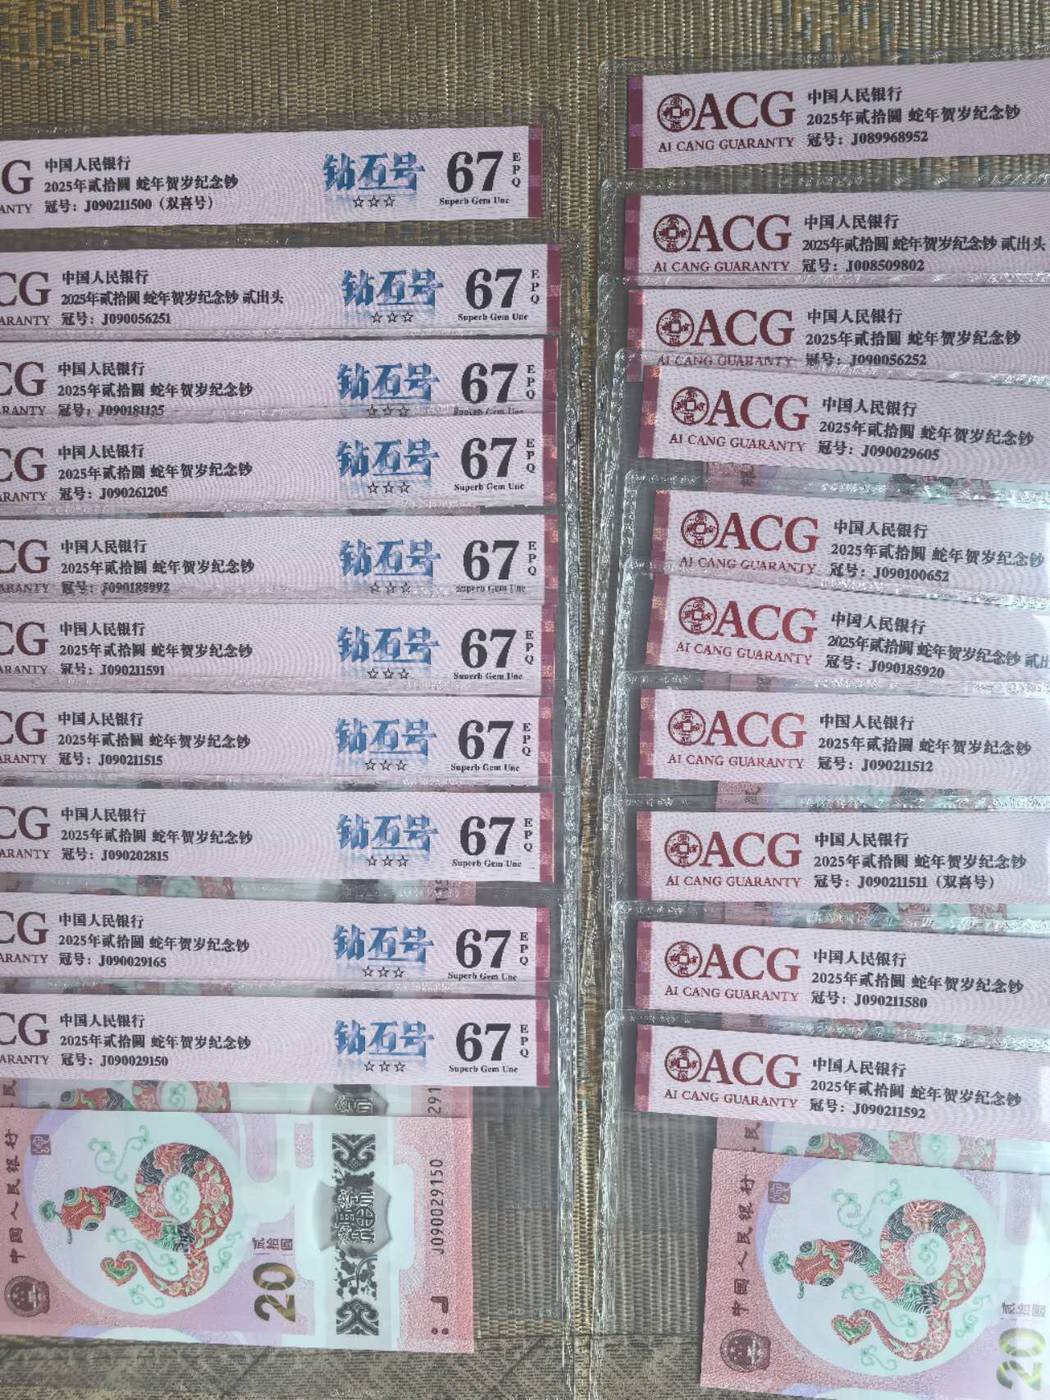 G 中国人民银行
2025年贰拾圆 蛇年贺岁纪念钞
ANTY 冠号：J090211500（双喜号）
钻石号 67 EPQ
☆☆☆ Superb Gem Unc
CG 中国人民银行
2025年贰拾圆 蛇年贺岁纪念钞 贰出头
ARANTY 冠号：J090056251
钻石号 67 EPQ
☆☆☆ Superb Gem Unc
CG 中国人民银行
2025年贰拾圆 蛇年贺岁纪念钞
RANTY 冠号：J090181125
钻石号 67 EPQ
☆☆☆
CG 中国人民银行
2025年贰拾圆 蛇年贺岁纪念钞
ARANTY 冠号：J090261205
钻石号 67 EPQ
☆☆☆ Superb Gem Unc
CG 中国人民银行
2025年贰拾圆 蛇年贺岁纪念钞
ARANTY 冠号：J090185992
钻石号 67 EPQ
☆☆☆ Superb Gem Unc
CG 中国人民银行
2025年贰拾圆 蛇年贺岁纪念钞
RANTY 冠号：J090211591
钻石号 67 EPQ
☆☆☆ Superb Gem Unc
CG 中国人民银行
2025年贰拾圆 蛇年贺岁纪念钞
RANTY 冠号：J090211515
钻石号 67 EPQ
☆☆☆ Superb Gem Unc
CG 中国人民银行
2025年贰拾圆 蛇年贺岁纪念钞
ARANTY 冠号：J090202815
钻石号 67 EPQ
☆☆☆ Superb Gem Unc
CG 中国人民银行
2025年贰拾圆 蛇年贺岁纪念钞
ARANTY 冠号：J090029165
钻石号 67 EPQ
☆☆☆ Superb Gem Unc
CG 中国人民银行
2025年贰拾圆 蛇年贺岁纪念钞
ARANTY 冠号：J090029150
钻石号 67 EPQ
☆☆☆ Superb Gem Unc
291
中国人民银行
贰拾圆
20
J090029150
ACG 中国人民银行
2025年贰拾圆 蛇年贺岁纪念钞
AI CANG GUARANTY 冠号：J089968952
ACG 中国人民银行
2025年贰拾圆 蛇年贺岁纪念钞 贰出头
AI CANG GUARANTY 冠号：J008509802
ACG 中国人民银行
2025年贰拾圆 蛇年贺岁纪念钞
AI CANG GUARANTY 冠号：J090056252
ACG 中国人民银行
2025年贰拾圆 蛇年贺岁纪念钞
AI CANG GUARANTY 冠号：J090029605
ACG 中国人民银行
2025年贰拾圆 蛇年贺岁纪念钞
AI CANG GUARANTY 冠号：J090100652
ACG 中国人民银行
2025年贰拾圆 蛇年贺岁纪念钞 贰出
AI CANG GUARANTY 冠号：J090185920
ACG 中国人民银行
2025年贰拾圆 蛇年贺岁纪念钞
AI CANG GUARANTY 冠号：J090211512
ACG 中国人民银行
2025年贰拾圆 蛇年贺岁纪念钞
AI CANG GUARANTY 冠号：J090211511（双喜号）
ACG 中国人民银行
2025年贰拾圆 蛇年贺岁纪念钞
AI CANG GUARANTY 冠号：J090211580
ACG 中国人民银行
2025年贰拾圆 蛇年贺岁纪念钞
AI CANG GUARANTY 冠号：J090211592
中国人民银行
20